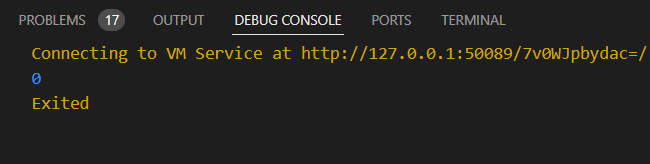 PROBLEMS 17 OUTPUT DEBUG CONSOLE PORTS TERMINAL
Connecting to VM Service at http://127.0.0.1:50089/7v0WJpbydac=/
0
Exited